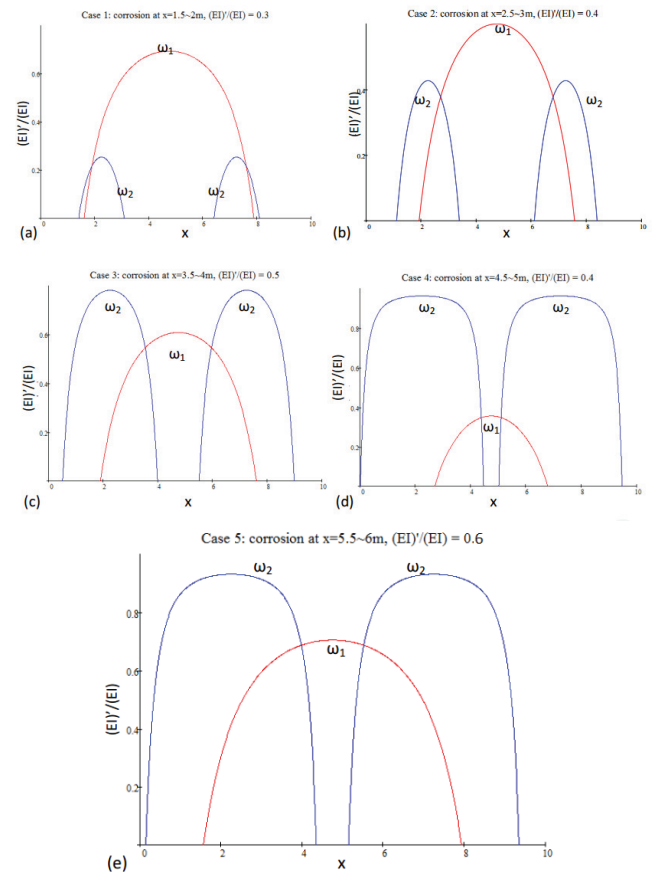 Case 1: corrosion at x=1.5~2m, (EI)'/(EI) = 0.3
ω1
0.6
0.4
0.2
(EI)'/(EI)
ω2
ω2
2
4
6
8
10
(a)
x
Case 2: corrosion at x=2.5~3m, (EI)'/(EI) = 0.4
ω1
ω2
ω2
0.4
0.2
(EI)'/(EI)
0
2
4
6
8
10
(b)
x
Case 3: corrosion at x=3.5~4m, (EI)'/(EI) = 0.5
ω2
ω2
ω1
0.6
0.4
0.2
(EI)'/(EI)
0
2
4
6
8
10
(c)
x
Case 4: corrosion at x=4.5~5m, (EI)'/(EI) = 0.4
ω2
ω2
ω1
0.8
0.6
0.4
0.2
(EI)'/(EI)
0
2
4
6
8
10
(d)
x
Case 5: corrosion at x=5.5~6m, (EI)'/(EI) = 0.6
ω2
ω2
ω1
0.8
0.6
0.4
0.2
(EI)'/(EI)
0
2
4
6
8
10
(e)
x